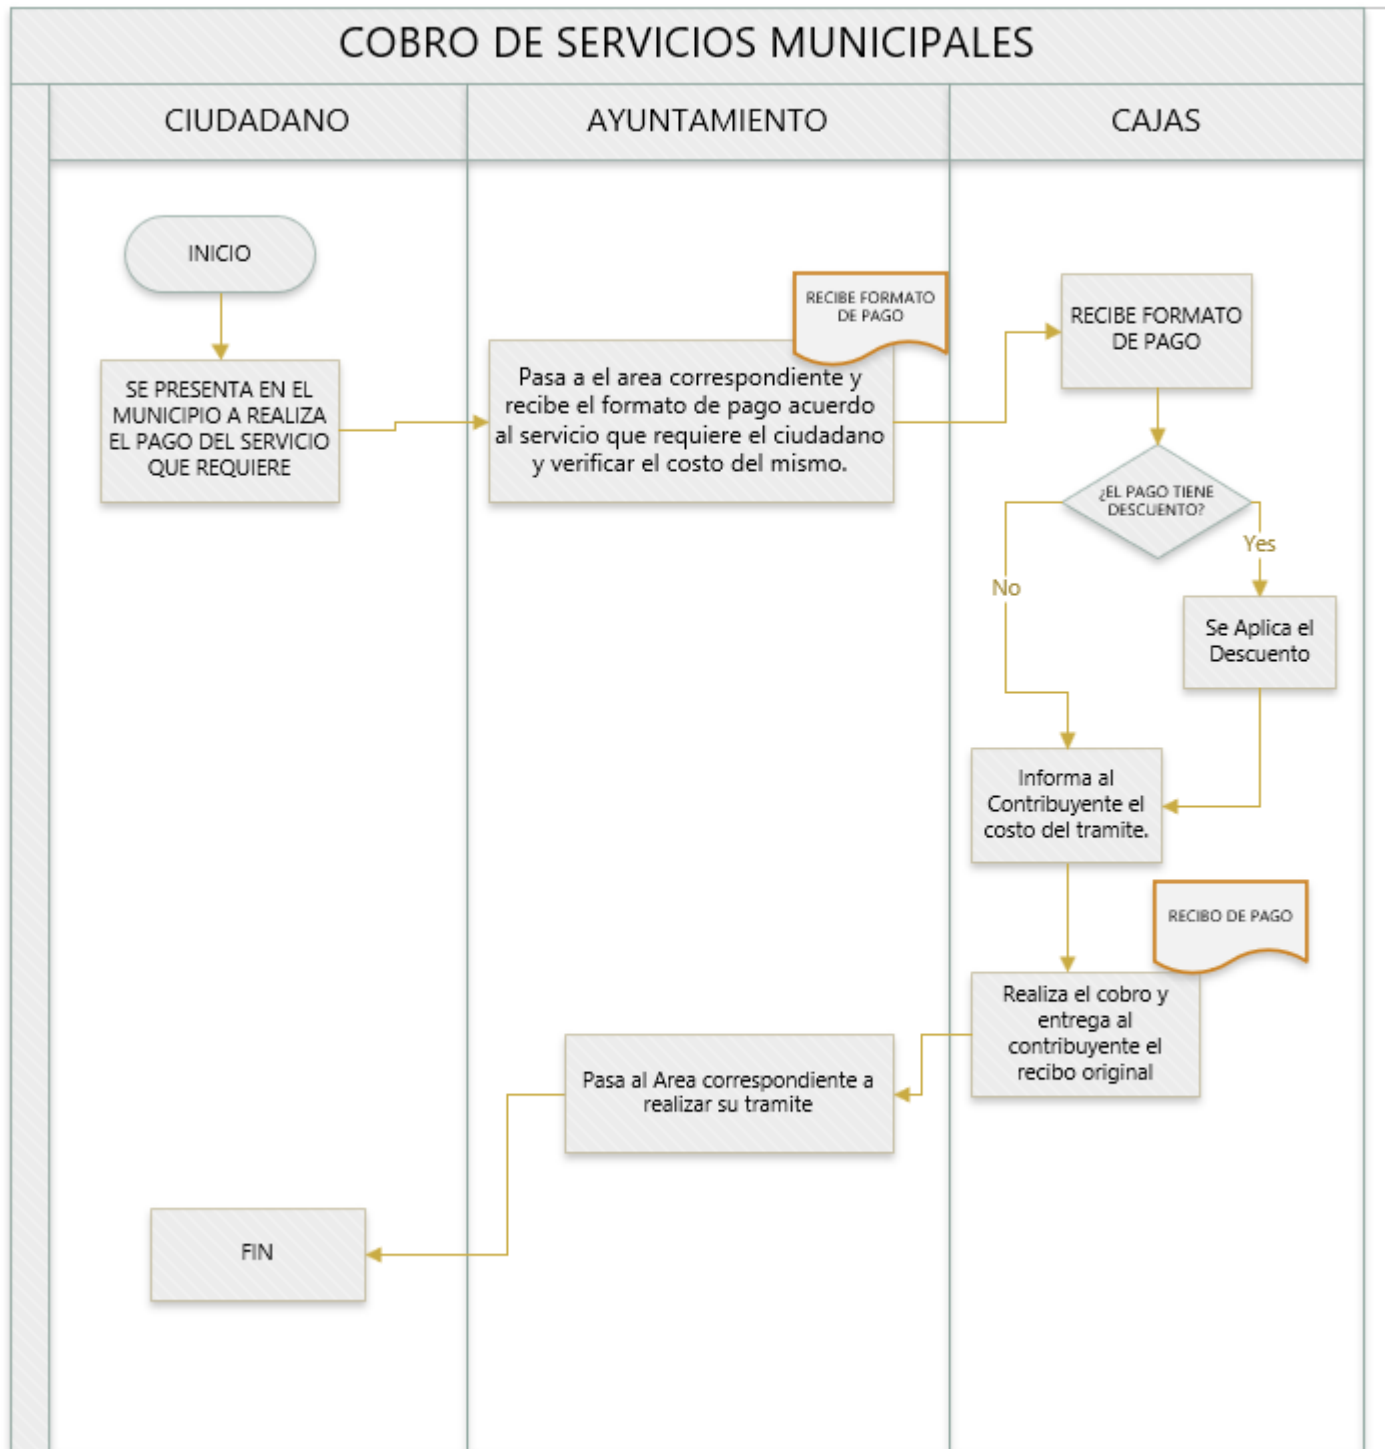 COBRO DE SERVICIOS MUNICIPALES
CIUDADANO
AYUNTAMIENTO
CAJAS
INICIO
SE PRESENTA EN EL
MUNICIPIO A REALIZA
EL PAGO DEL SERVICIO
QUE REQUIERE
RECIBE FORMATO
DE PAGO
Pasa a el area correspondiente y
recibe el formato de pago acuerdo
al servicio que requiere el ciudadano
y verificar el costo del mismo.
RECIBE FORMATO
DE PAGO
¿EL PAGO TIENE
DESCUENTO?
Yes
No
Se Aplica el
Descuento
Informa al
Contribuyente el
costo del tramite.
RECIBO DE PAGO
Realiza el cobro y
entrega al
contribuyente el
recibo original
Pasa al Area correspondiente a
realizar su tramite
FIN